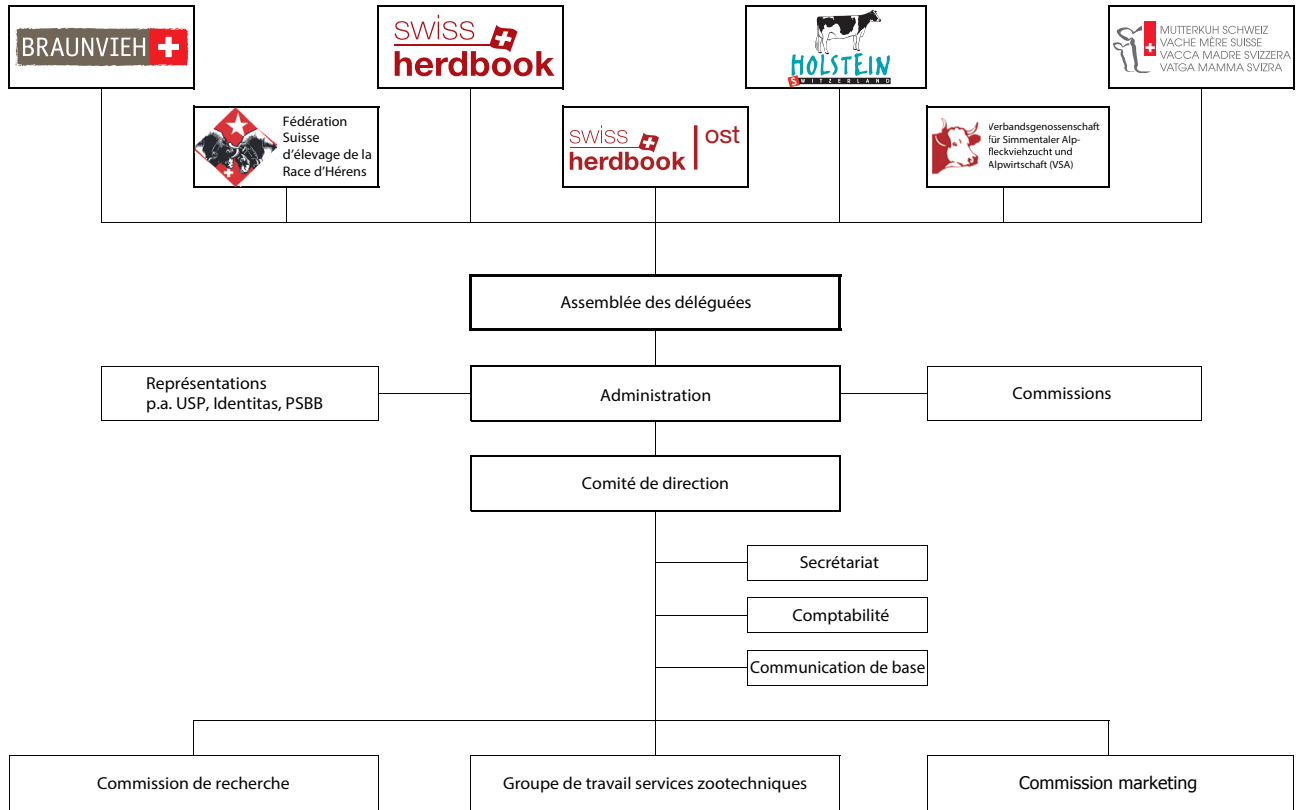 BRAUNVIEH
swiss
herdbook
HOLSTEIN
SWITZERLAND
MUTTERKUH SCHWEIZ
VACHE MÈRE SUISSE
VACCA MADRE SVIZZERA
VATGA MAMMA SVIZRA
Fédération
Suisse
d'élevage de la
Race d'Hérens
swiss
herdbook
ost
Verbandsgenossenschaft
für Simmentaler Alp-
fleckviehzucht und
Alpwirtschaft (VSA)
Assemblée des déléguées
Représentations
p.a. USP, Identitas, PSBB
Administration
Commissions
Comité de direction
Secrétariat
Comptabilité
Communication de base
Commission de recherche
Groupe de travail services zootechniques
Commission marketing